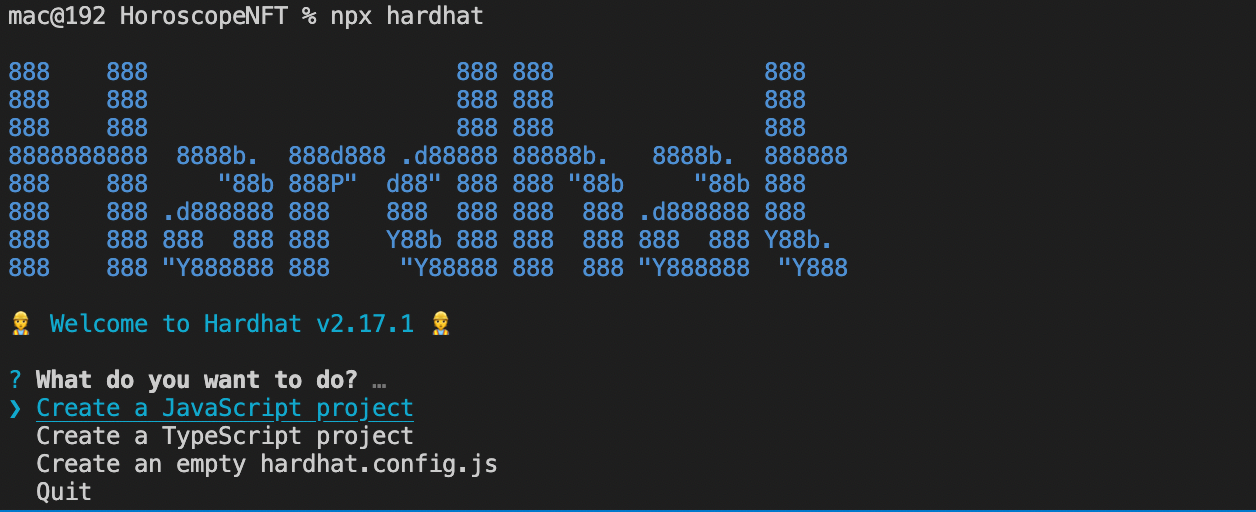 mac@192 HoroscopeNFT % npx hardhat
888    888                      888 888               888
888    888                      888 888               888
888    888                      888 888               888
8888888888  8888b.  888d888 .d88888 88888b.   8888b.  888888
888    888     "88b 888P"  d88" 888 888 "88b     "88b 888
888    888 .d888888 888    888  888 888  888 .d888888 888
888    888 888  888 888    Y88b 888 888  888 888  888 Y88b.
888    888 "Y888888 888     "Y88888 888  888 "Y888888  "Y888
👷 Welcome to Hardhat v2.17.1 👷
? What do you want to do? …
❯ Create a JavaScript project
Create a TypeScript project
Create an empty hardhat.config.js
Quit